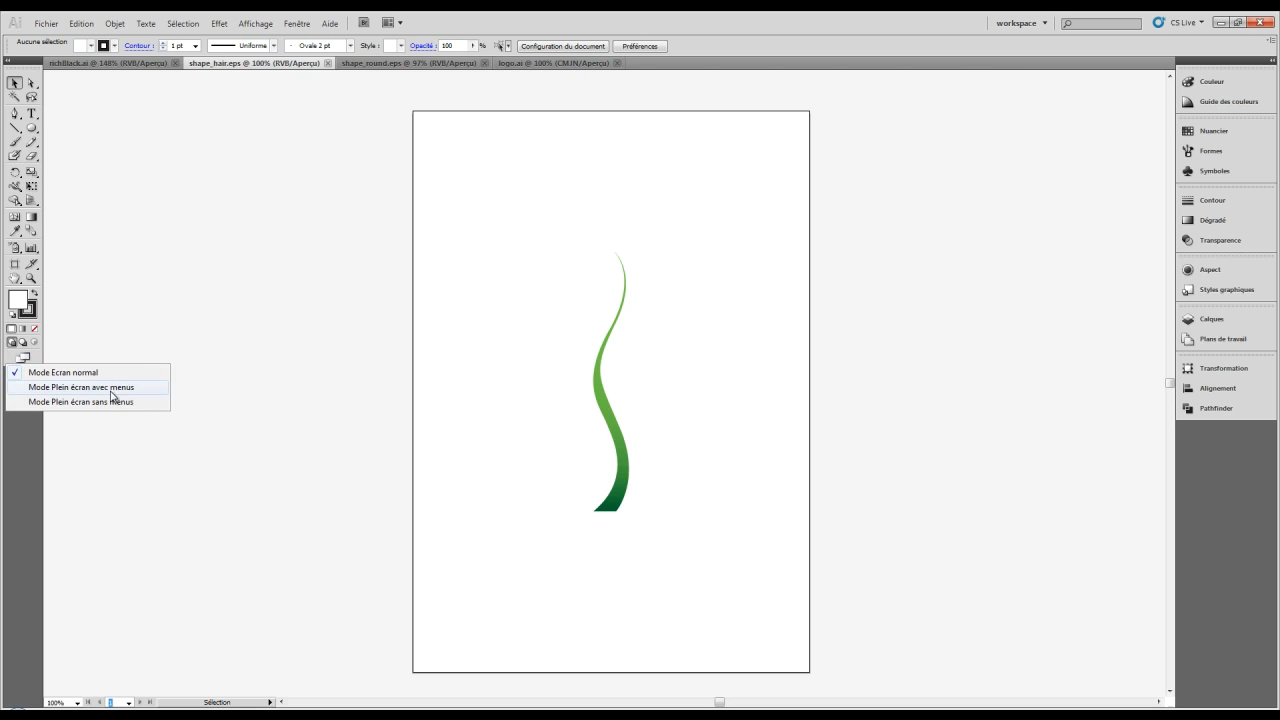 Ai Fichier Edition Objet Texte Sélection Effet Affichage Fenêtre Aide Br workspace CS Live
Aucune sélection Contour : 1 pt Uniforme Ovale 2 pt Style : Opacité : 100 % Configuration du document Préférences
richBlack.ai @ 148% (RVB/Aperçu) shape_hair.eps @ 100% (RVB/Aperçu) shape_round.eps @ 97% (RVB/Aperçu) logo.ai @ 100% (CMJN/Aperçu)
Couleur
Guide des couleurs
Nuancier
Formes
Symboles
Contour
Dégradé
Transparence
Aspect
Styles graphiques
Calques
Plans de travail
Transformation
Alignement
Pathfinder
Mode Ecran normal
Mode Plein écran avec menus
Mode Plein écran sans menus
100% 1 Sélection